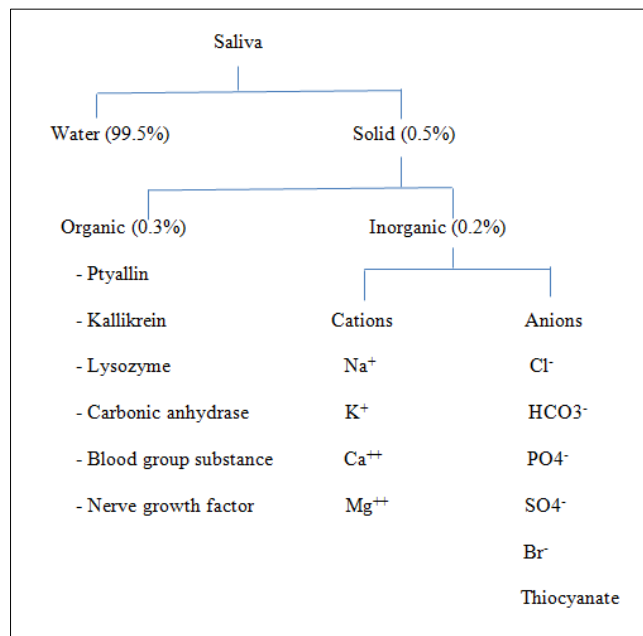 Saliva
Water (99.5%) Solid (0.5%)
Organic (0.3%) Inorganic (0.2%)
- Ptyallin
- Kallikrein Cations Anions
- Lysozyme Na⁺ Cl⁻
- Carbonic anhydrase K⁺ HCO3⁻
- Blood group substance Ca⁺⁺ PO4⁻
- Nerve growth factor Mg⁺⁺ SO4⁻
Br⁻
Thiocyanate